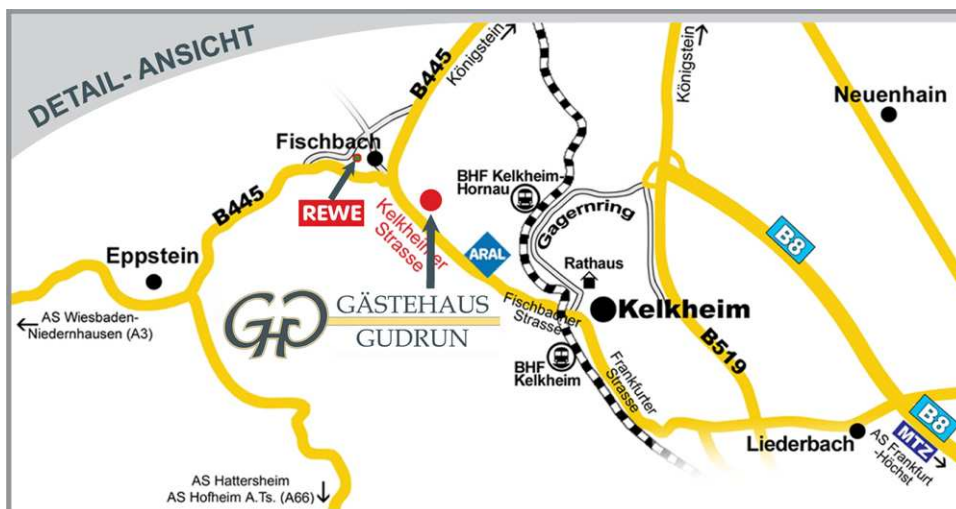 DETAIL- ANSICHT
B445
Königstein
Königstein
Neuenhain
Fischbach
REWE
B445
Kelkheimer
Strasse
BHF Kelkheim-
Hornau
Gagernring
B8
Eppstein
ARAL
Rathaus
Kelkheim
AS Wiesbaden-
Niedernhausen (A3)
GHG
GÄSTEHAUS
GUDRUN
Fischbacher
Strasse
BHF
Kelkheim
Frankfurter
Strasse
B519
B8
MTZ
Liederbach
AS Frankfurt
-Höchst
AS Hattersheim
AS Hofheim A.Ts. (A66)